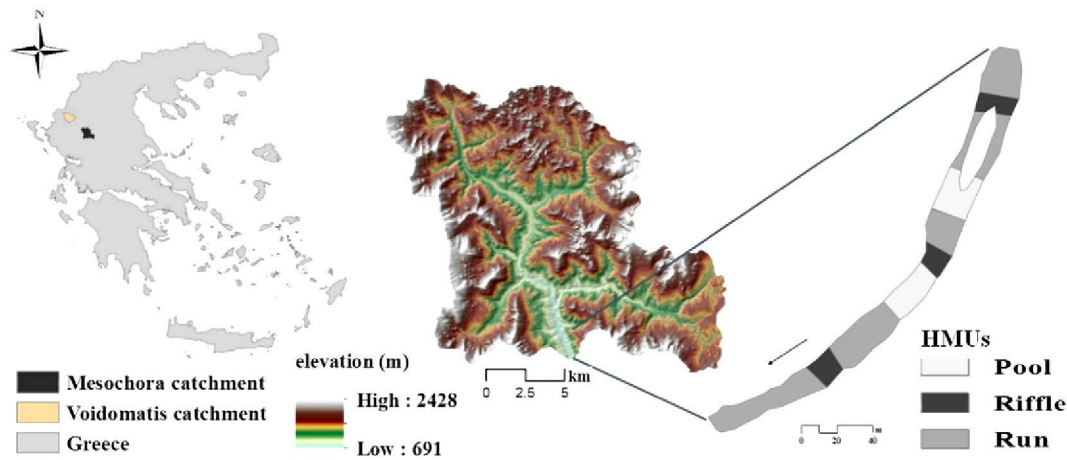 N
Mesochora catchment
Voidomatis catchment
Greece
elevation (m)
High : 2428
Low : 691
0 2.5 5 km
HMUs
Pool
Riffle
Run
0 10 20 40 m